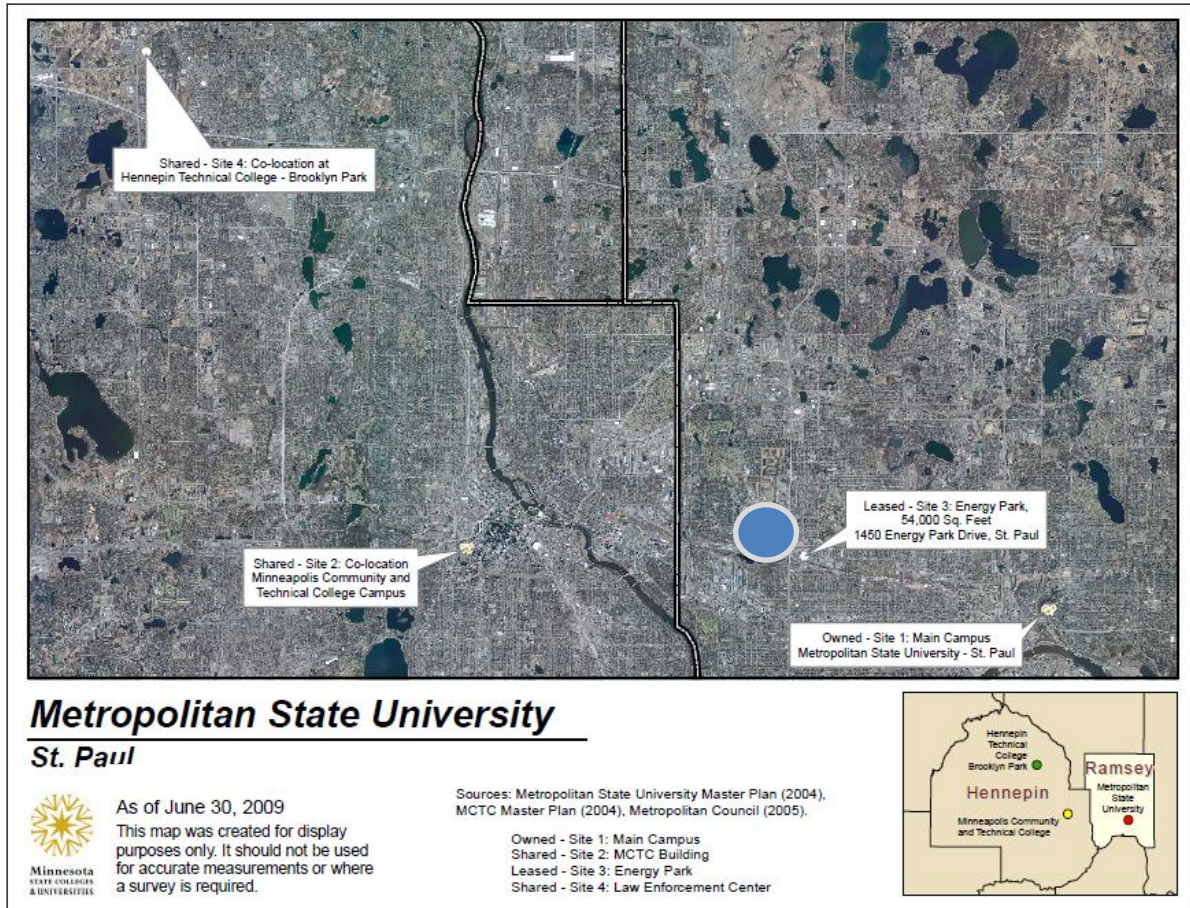 Shared - Site 4: Co-location at
Hennepin Technical College - Brooklyn Park
Leased - Site 3: Energy Park,
54,000 Sq. Feet
1450 Energy Park Drive, St. Paul
Shared - Site 2: Co-location
Minneapolis Community and
Technical College Campus
Owned - Site 1: Main Campus
Metropolitan State University - St. Paul
Metropolitan State University
St. Paul
Minnesota
STATE COLLEGES
& UNIVERSITIES
As of June 30, 2009
This map was created for display
purposes only. It should not be used
for accurate measurements or where
a survey is required.
Sources: Metropolitan State University Master Plan (2004),
MCTC Master Plan (2004), Metropolitan Council (2005).
Owned - Site 1: Main Campus
Shared - Site 2: MCTC Building
Leased - Site 3: Energy Park
Shared - Site 4: Law Enforcement Center
Hennepin
Technical
College
Brooklyn Park
Hennepin
Minneapolis Community
and Technical College
Ramsey
Metropolitan
State
University